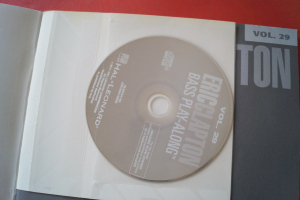 VOL. 29
TON
VOL. 29
ERIC CLAPTON
BASS PLAY-ALONG
HAL•LEONARD